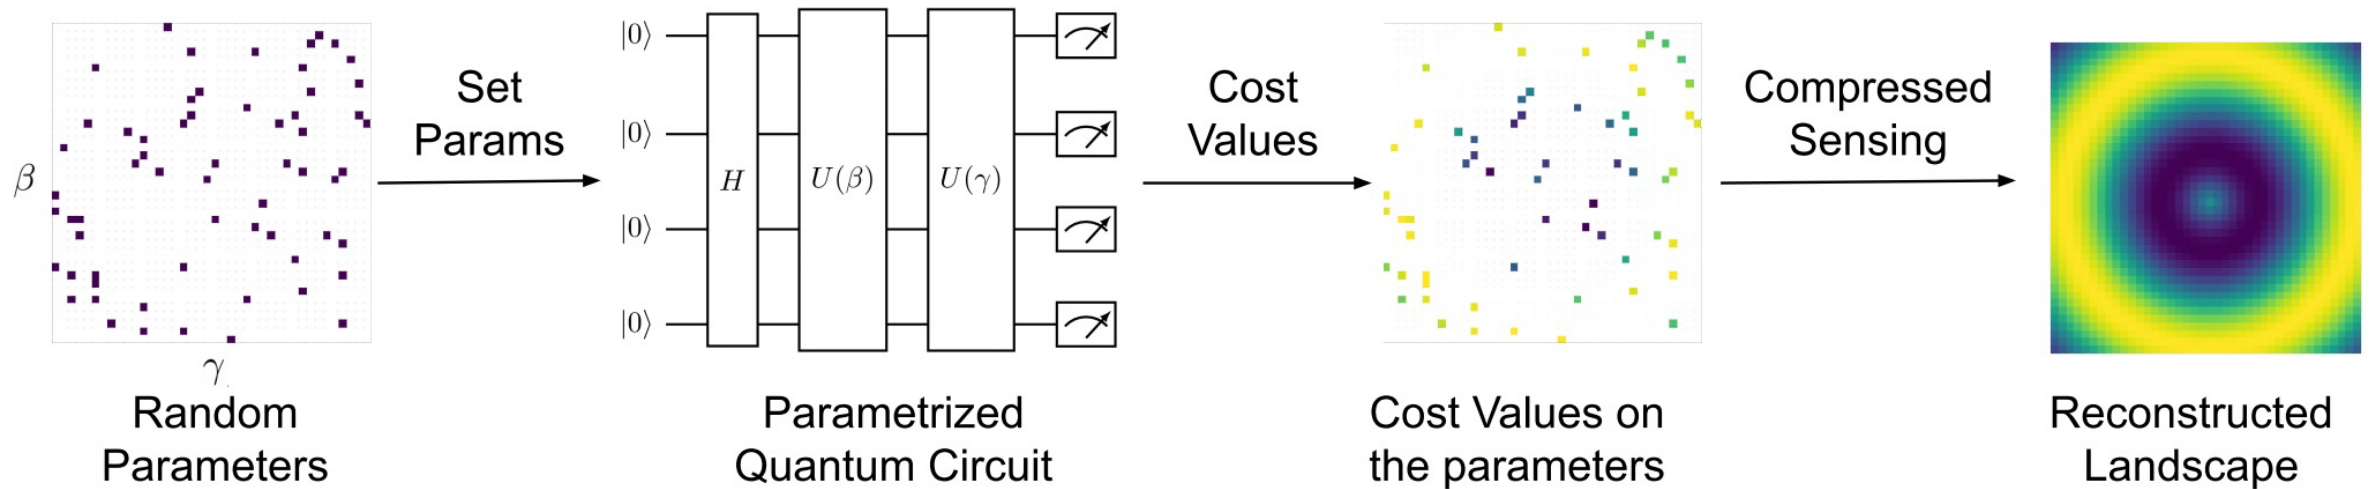 β
γ
Random
Parameters
Set
Params
|0⟩
|0⟩
|0⟩
|0⟩
H
U(β)
U(γ)
Parametrized
Quantum Circuit
Cost
Values
Cost Values on
the parameters
Compressed
Sensing
Reconstructed
Landscape